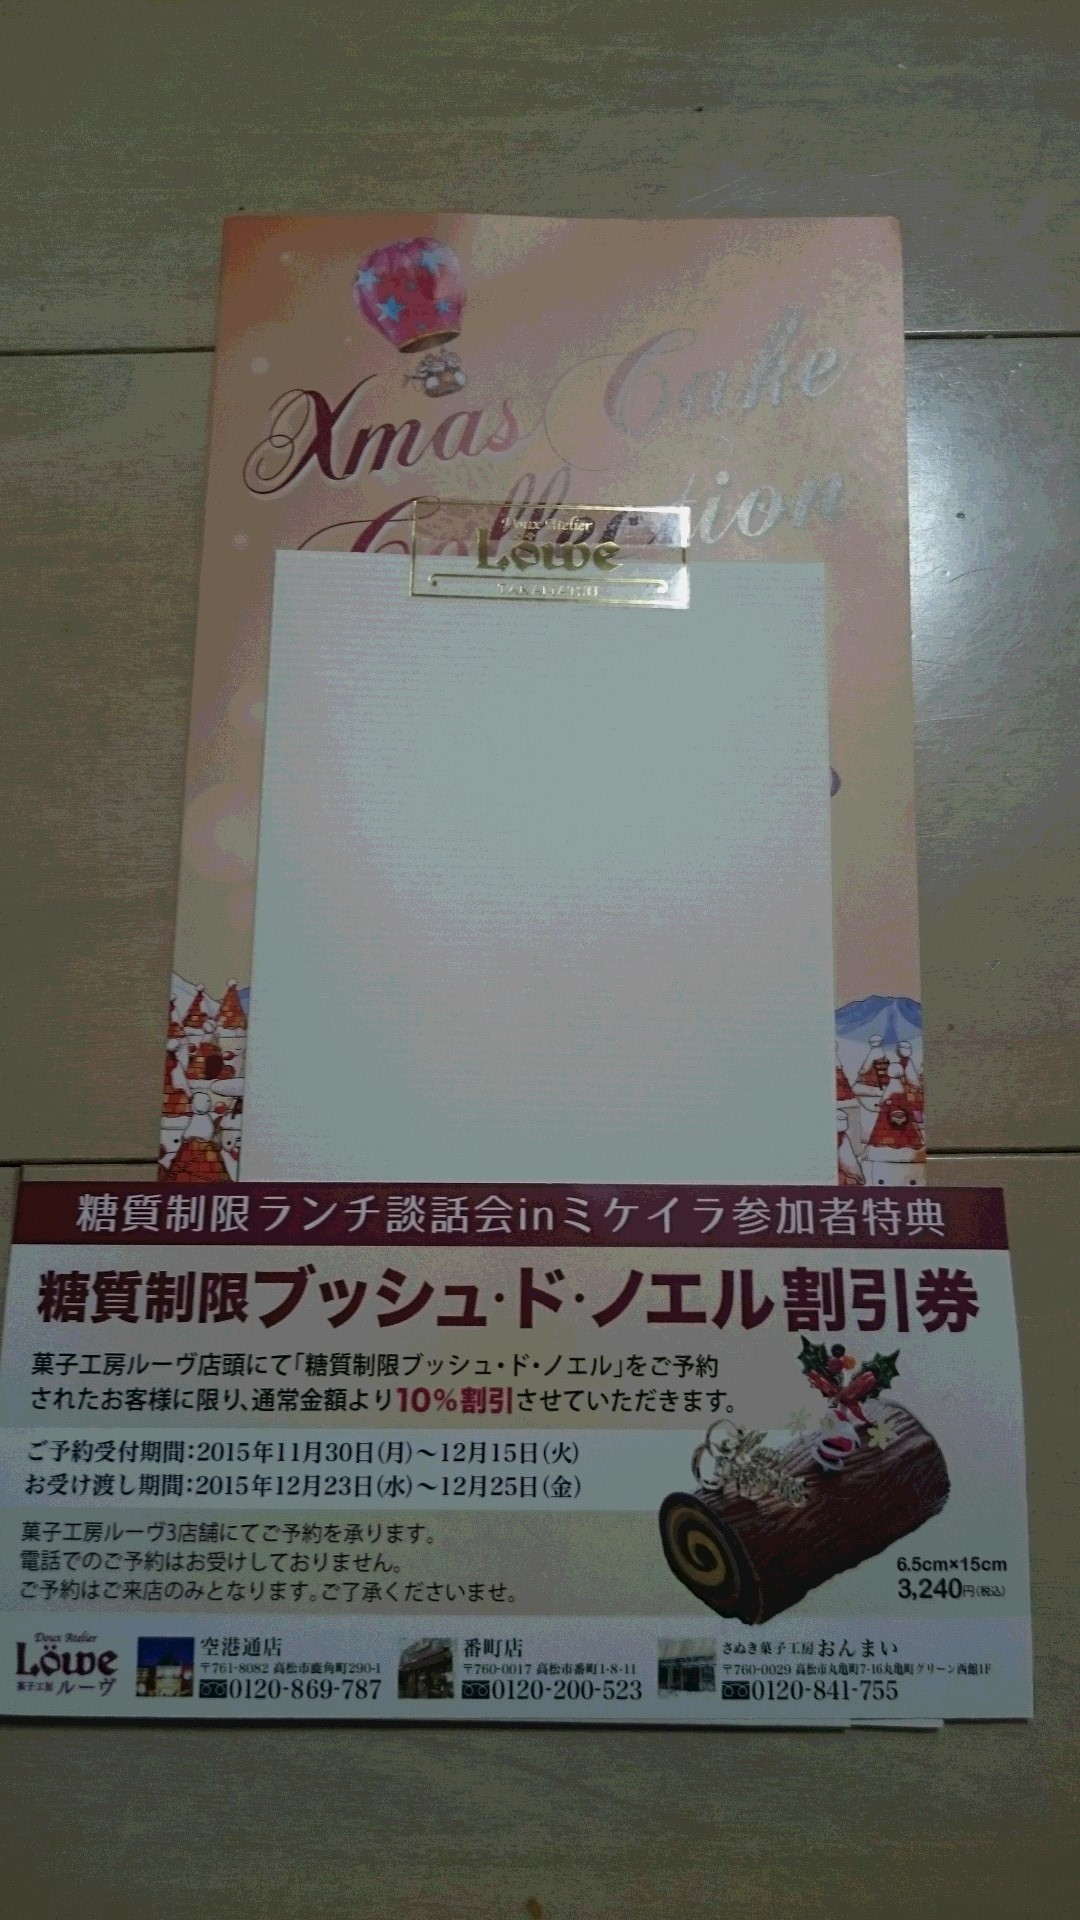 Xmas Cake
Collection
Doux Atelier
Löwe
TAKAMATSU
糖質制限ランチ談話会inミケイラ参加者特典
糖質制限ブッシュ・ド・ノエル割引券
菓子工房ルーヴ店頭にて「糖質制限ブッシュ・ド・ノエル」をご予約
されたお客様に限り、通常金額より10%割引させていただきます。
ご予約受付期間:2015年11月30日(月)～12月15日(火)
お受け渡し期間:2015年12月23日(水)～12月25日(金)
菓子工房ルーヴ3店舗にてご予約を承ります。
電話でのご予約はお受けしておりません。
ご予約はご来店のみとなります。ご了承くださいませ。
6.5cm×15cm
3,240円(税込)
Doux Atelier
Löwe
菓子工房 ルーヴ
空港通店
〒761-8082 高松市鹿角町290-1
0120-869-787
番町店
〒760-0017 高松市番町1-8-11
0120-200-523
さぬき菓子工房 おんまい
〒760-0029 高松市丸亀町7-16丸亀町グリーン西館1F
0120-841-755